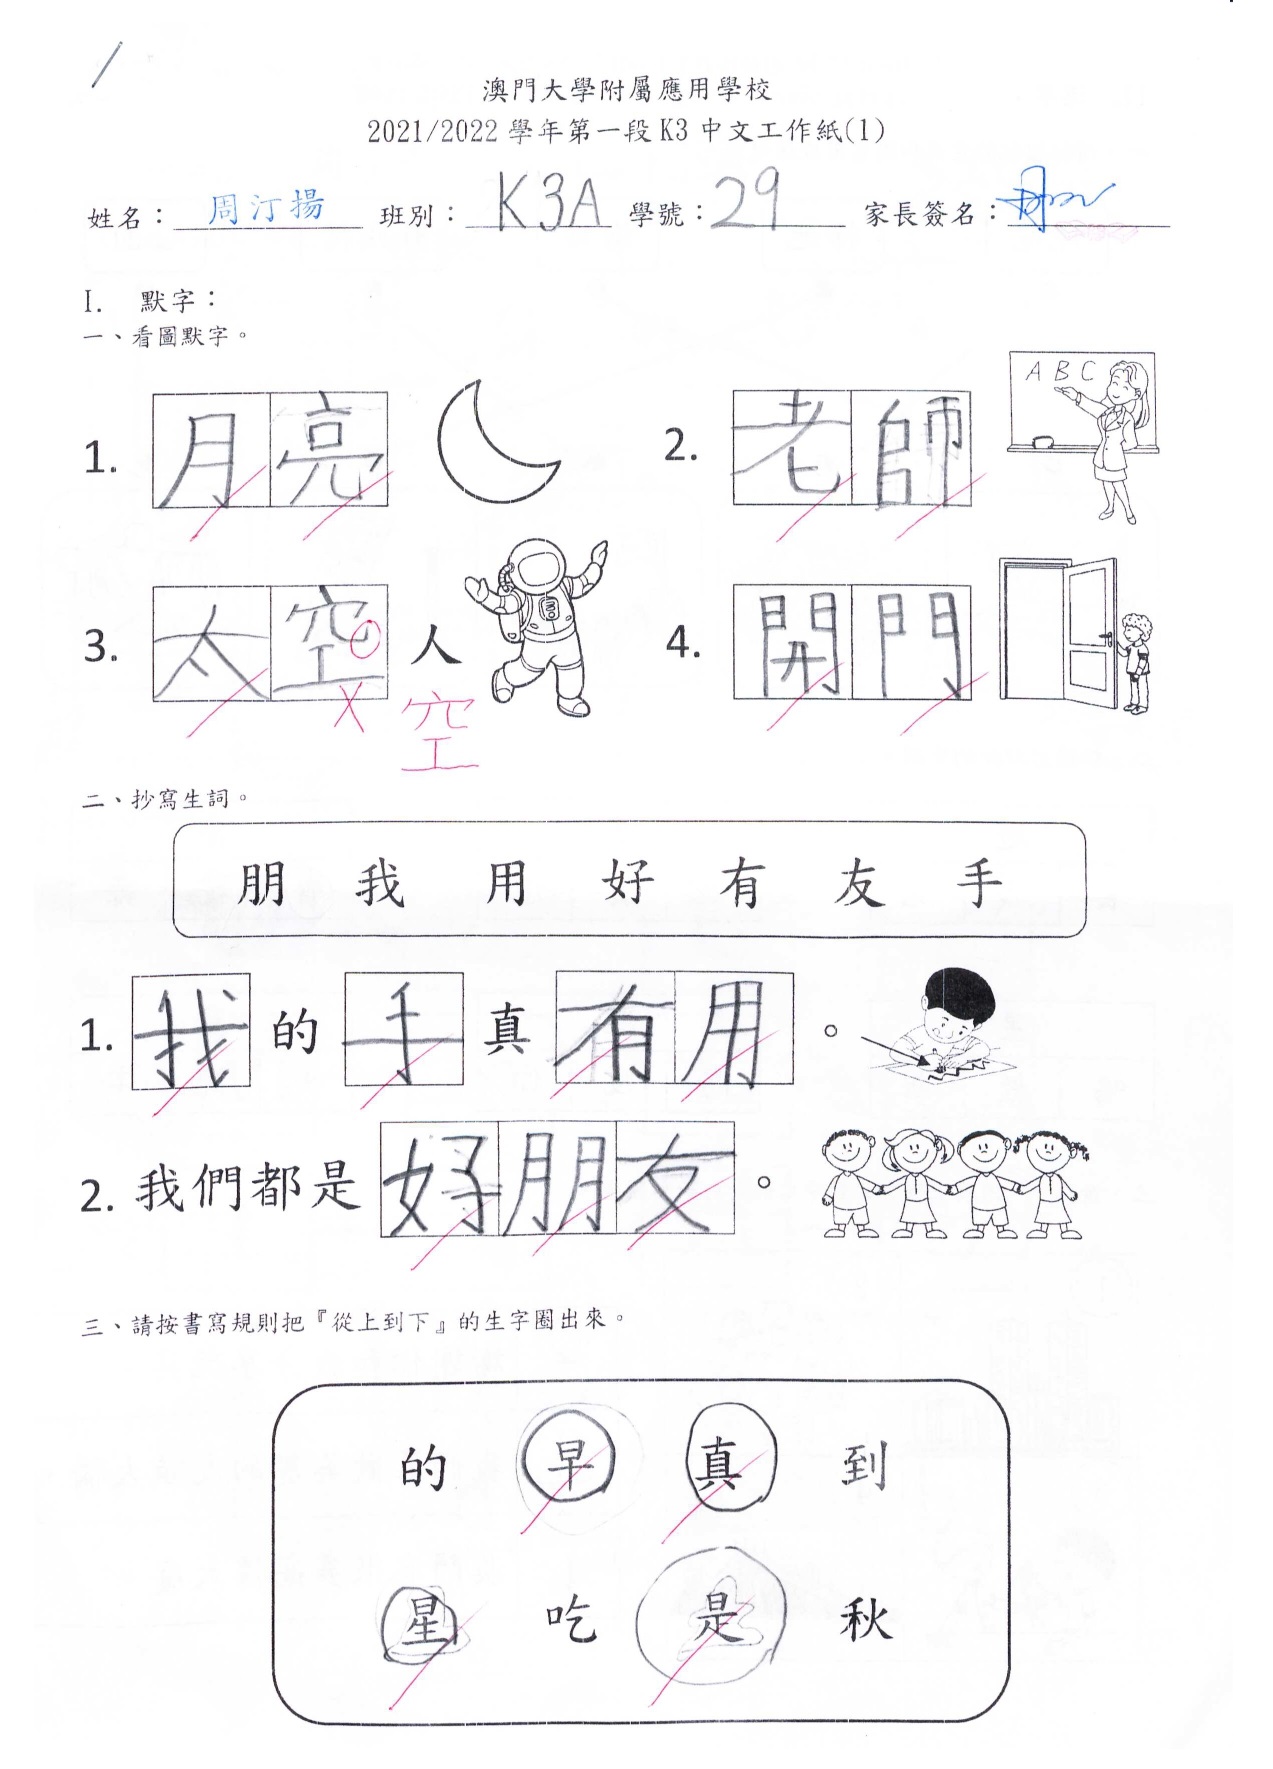 澳門大學附屬應用學校
2021/2022 學年第一段 K3 中文工作紙(1)
姓名：周汀揚 班別：K3A 學號：29 家長簽名：
I. 默字：
一、看圖默字。
1. 月亮
2. 老師
A B C
3. 太空人
空
4. 開門
二、抄寫生詞。
朋 我 用 好 有 友 手
1. 我的手真有用。
2. 我們都是好朋友。
三、請按書寫規則把『從上到下』的生字圈出來。
的 早 真 到
星 吃 是 秋